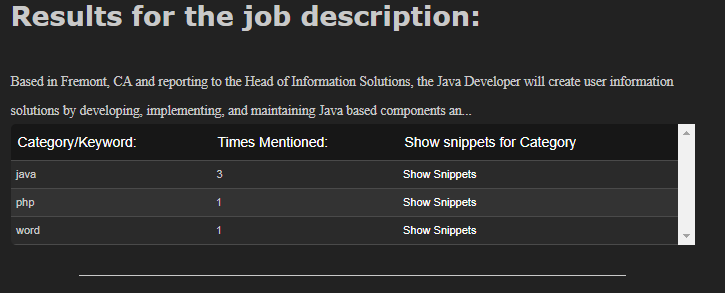 Results for the job description:
Based in Fremont, CA and reporting to the Head of Information Solutions, the Java Developer will create user information
solutions by developing, implementing, and maintaining Java based components an...
Category/Keyword: Times Mentioned: Show snippets for Category
java 3 Show Snippets
php 1 Show Snippets
word 1 Show Snippets